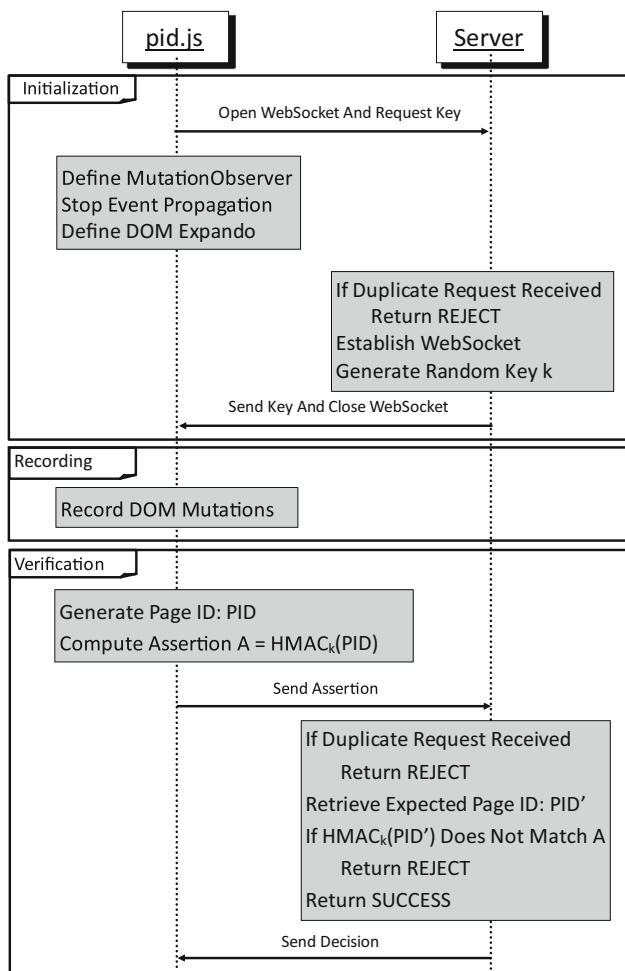 pid.js
Server
Initialization
Open WebSocket And Request Key
Define MutationObserver
Stop Event Propagation
Define DOM Expando
If Duplicate Request Received
Return REJECT
Establish WebSocket
Generate Random Key k
Send Key And Close WebSocket
Recording
Record DOM Mutations
Verification
Generate Page ID: PID
Compute Assertion A = HMACₖ(PID)
Send Assertion
If Duplicate Request Received
Return REJECT
Retrieve Expected Page ID: PID’
If HMACₖ(PID’) Does Not Match A
Return REJECT
Return SUCCESS
Send Decision